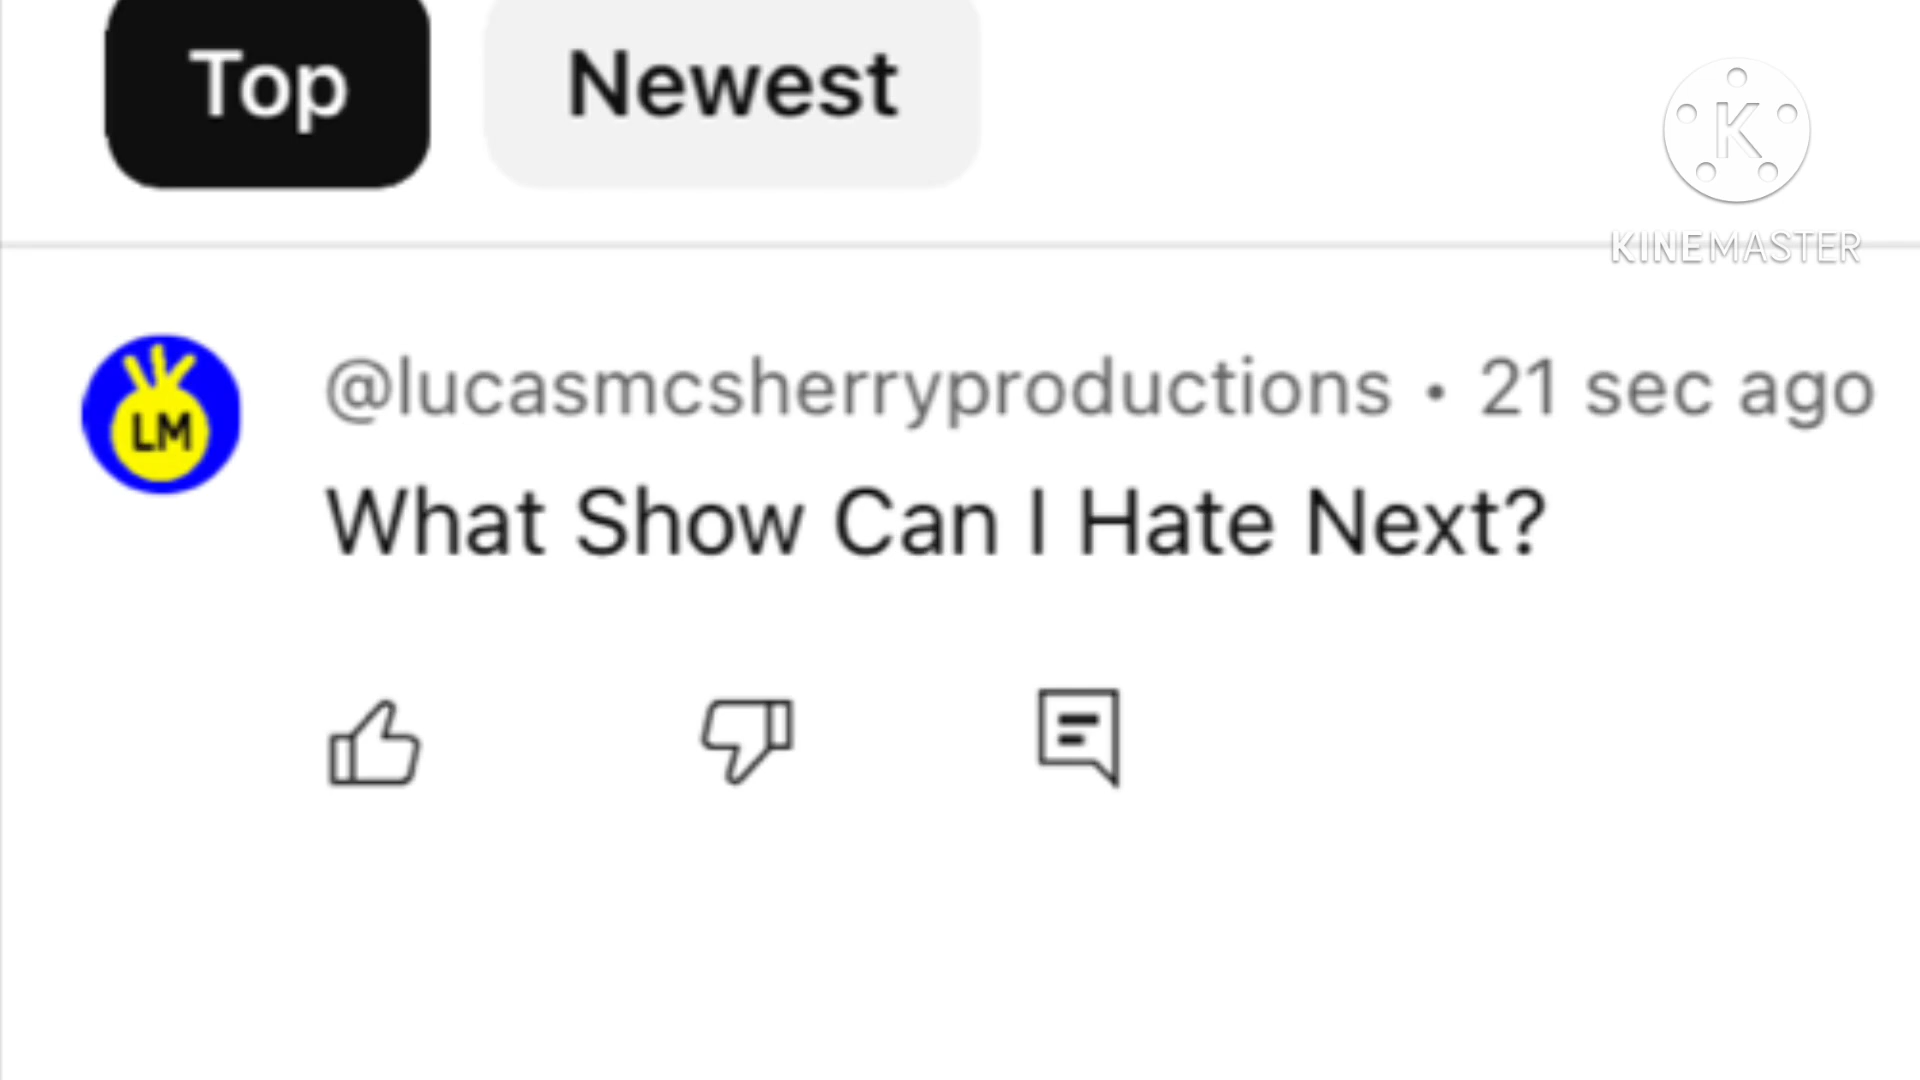 Top Newest
K
KINEMASTER
@lucasmcsherryproductions • 21 sec ago
LM
What Show Can I Hate Next?